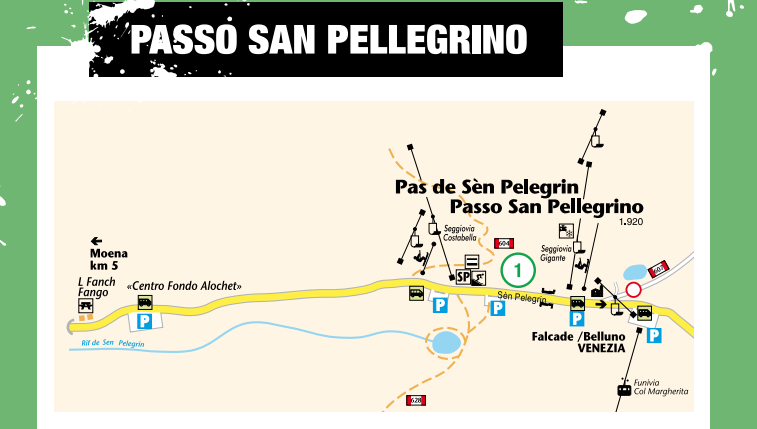 PASSO SAN PELLEGRINO
Pas de Sèn Pelegrin
Passo San Pellegrino
1.920
Seggiovia
Costabella
604
Seggiovia
Gigante
607
Moena
km 5
L Fanch
Fango
«Centro Fondo Alochet»
SP
1
Sèn Pelegrin
P
P
P
P
P
Falcade /Belluno
VENEZIA
Rif de Sen Pelegrin
Funivia
Col Margherita
628